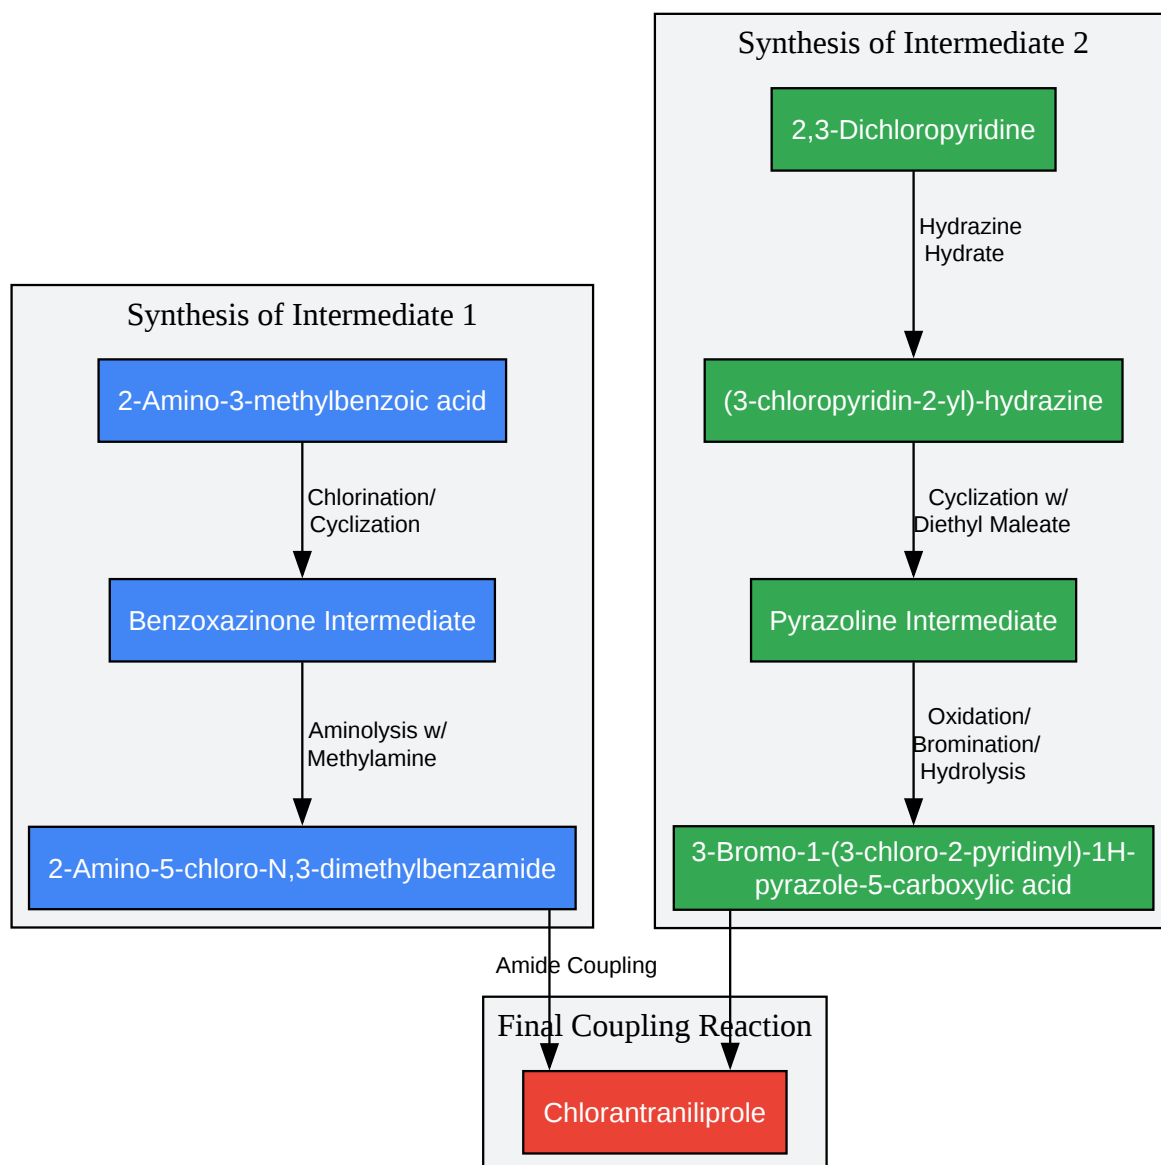 Synthesis of Intermediate 2
2,3-Dichloropyridine
Hydrazine
Hydrate
(3-chloropyridin-2-yl)-hydrazine
Cyclization w/
Diethyl Maleate
Pyrazoline Intermediate
Oxidation/
Bromination/
Hydrolysis
3-Bromo-1-(3-chloro-2-pyridinyl)-1H-
pyrazole-5-carboxylic acid
Synthesis of Intermediate 1
2-Amino-3-methylbenzoic acid
Chlorination/
Cyclization
Benzoxazinone Intermediate
Aminolysis w/
Methylamine
2-Amino-5-chloro-N,3-dimethylbenzamide
Amide Coupling
Final Coupling Reaction
Chlorantraniliprole